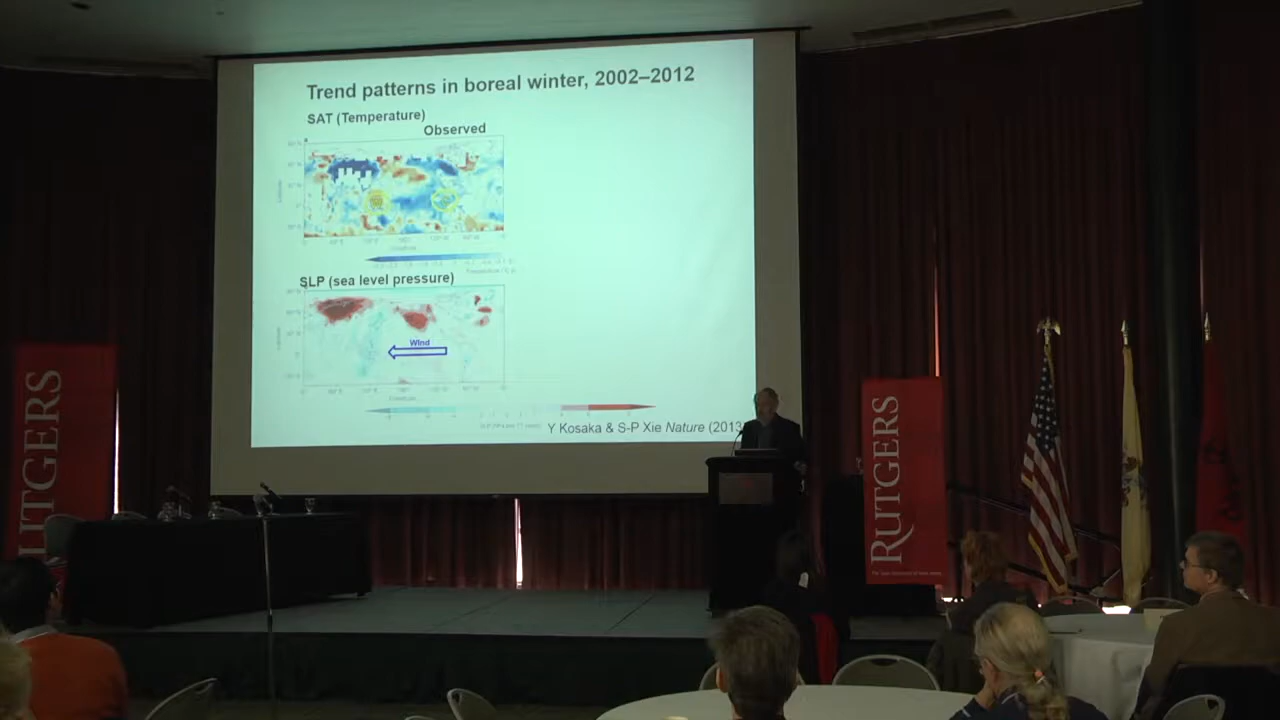 Trend patterns in boreal winter, 2002–2012
SAT (Temperature)
Observed
SLP (sea level pressure)
Wind
Y Kosaka & S-P Xie Nature (2013
RUTGERS
UTGERS